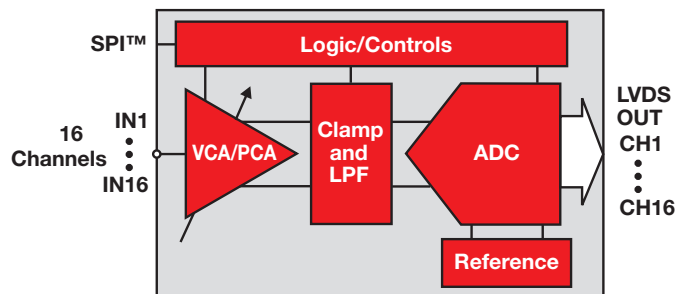 SPI™
Logic/Controls
16
Channels
IN1
IN16
VCA/PCA
Clamp
and
LPF
ADC
LVDS
OUT
CH1
CH16
Reference